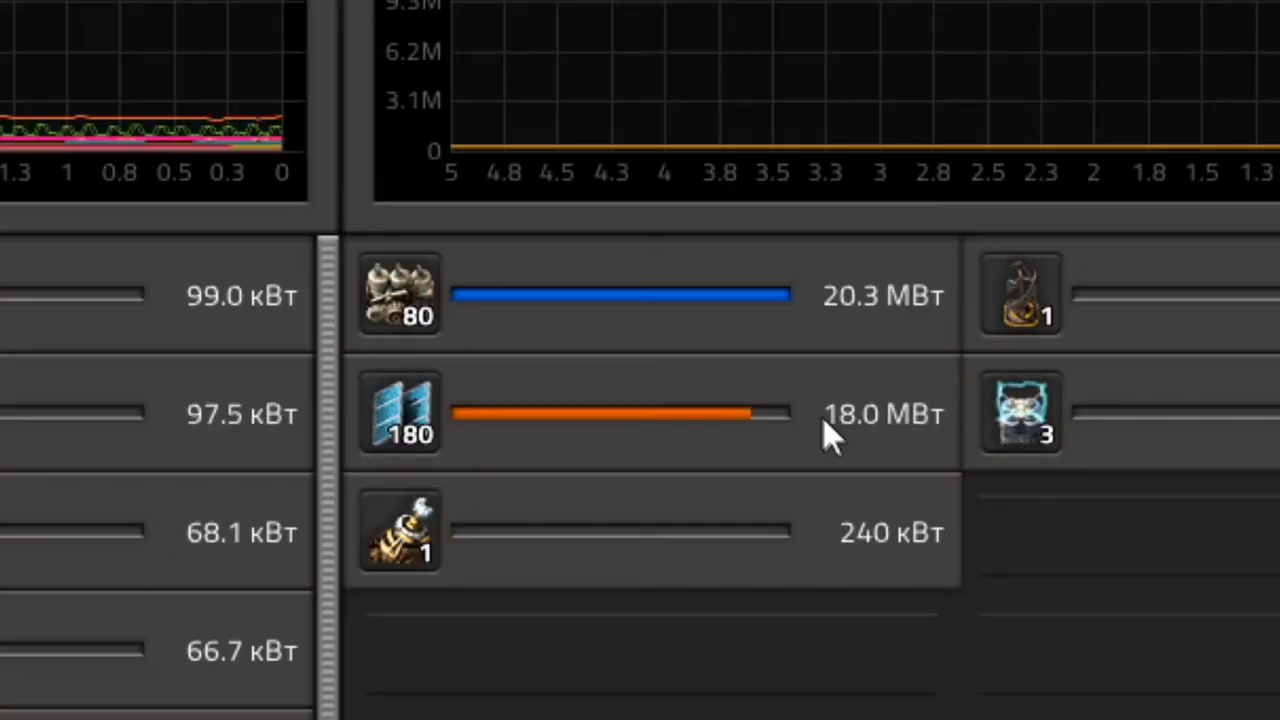 9.3M
6.2M
3.1M
0
1.3 1 0.8 0.5 0.3 0
5 4.8 4.5 4.3 4 3.8 3.5 3.3 3 2.8 2.5 2.3 2 1.8 1.5 1.3
99.0 кВт
80 20.3 МВт
1
97.5 кВт
180 18.0 МВт
3
68.1 кВт
1 240 кВт
66.7 кВт